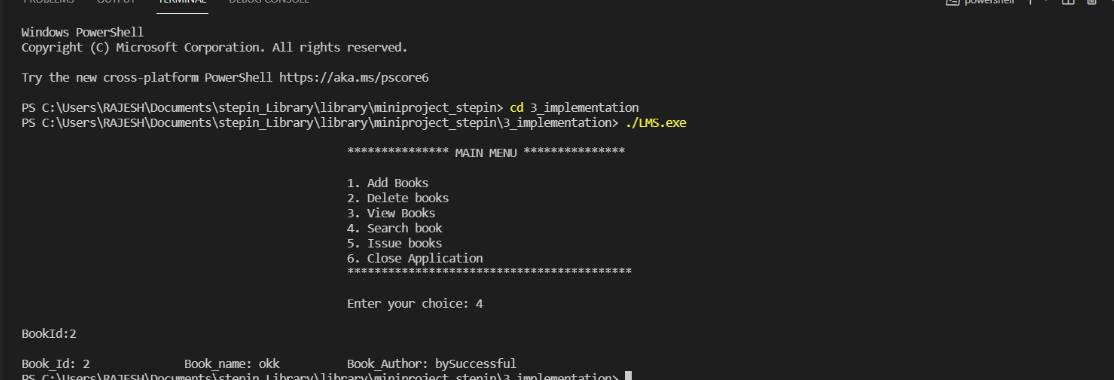 PROBLEMS OUTPUT TERMINAL DEBUG CONSOLE powershell
Windows PowerShell
Copyright (C) Microsoft Corporation. All rights reserved.
Try the new cross-platform PowerShell https://aka.ms/pscore6
PS C:\Users\RAJESH\Documents\stepin_Library\library\miniproject_stepin> cd 3_implementation
PS C:\Users\RAJESH\Documents\stepin_Library\library\miniproject_stepin\3_implementation> ./LMS.exe
*************** MAIN MENU ***************
1. Add Books
2. Delete books
3. View Books
4. Search book
5. Issue books
6. Close Application
******************************************
Enter your choice: 4
BookId:2
Book_Id: 2 Book_name: okk Book_Author: bySuccessful
PS C:\Users\RAJESH\Documents\stepin_Library\library\miniproject_stepin\3_implementation>